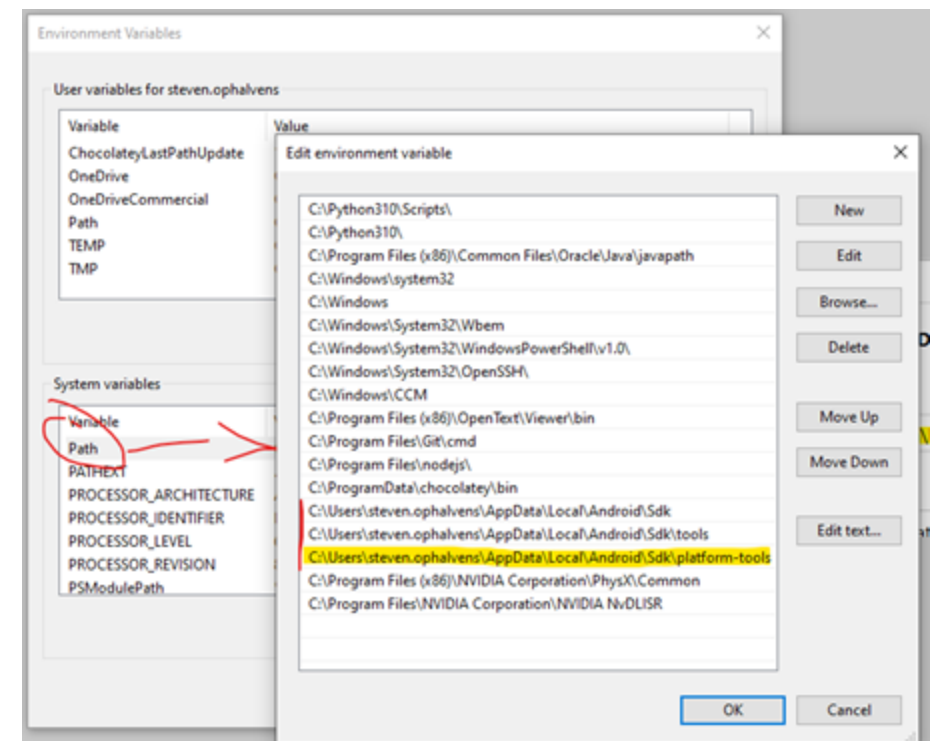 Environment Variables
User variables for steven.ophalvens
Variable Value
ChocolateyLastPathUpdate
OneDrive
OneDriveCommercial
Path
TEMP
TMP
System variables
Variable
Path
PATHEXT
PROCESSOR_ARCHITECTURE
PROCESSOR_IDENTIFIER
PROCESSOR_LEVEL
PROCESSOR_REVISION
PSModulePath
Edit environment variable
C:\Python310\Scripts\
C:\Python310\
C:\Program Files (x86)\Common Files\Oracle\Java\javapath
C:\Windows\system32
C:\Windows
C:\Windows\System32\Wbem
C:\Windows\System32\WindowsPowerShell\v1.0\
C:\Windows\System32\OpenSSH\
C:\Windows\CCM
C:\Program Files (x86)\OpenText\Viewer\bin
C:\Program Files\Git\cmd
C:\Program Files\nodejs\
C:\ProgramData\chocolatey\bin
C:\Users\steven.ophalvens\AppData\Local\Android\Sdk
C:\Users\steven.ophalvens\AppData\Local\Android\Sdk\tools
C:\Users\steven.ophalvens\AppData\Local\Android\Sdk\platform-tools
C:\Program Files (x86)\NVIDIA Corporation\PhysX\Common
C:\Program Files\NVIDIA Corporation\NVIDIA NvDLISR
New
Edit
Browse...
Delete
Move Up
Move Down
Edit text...
OK
Cancel